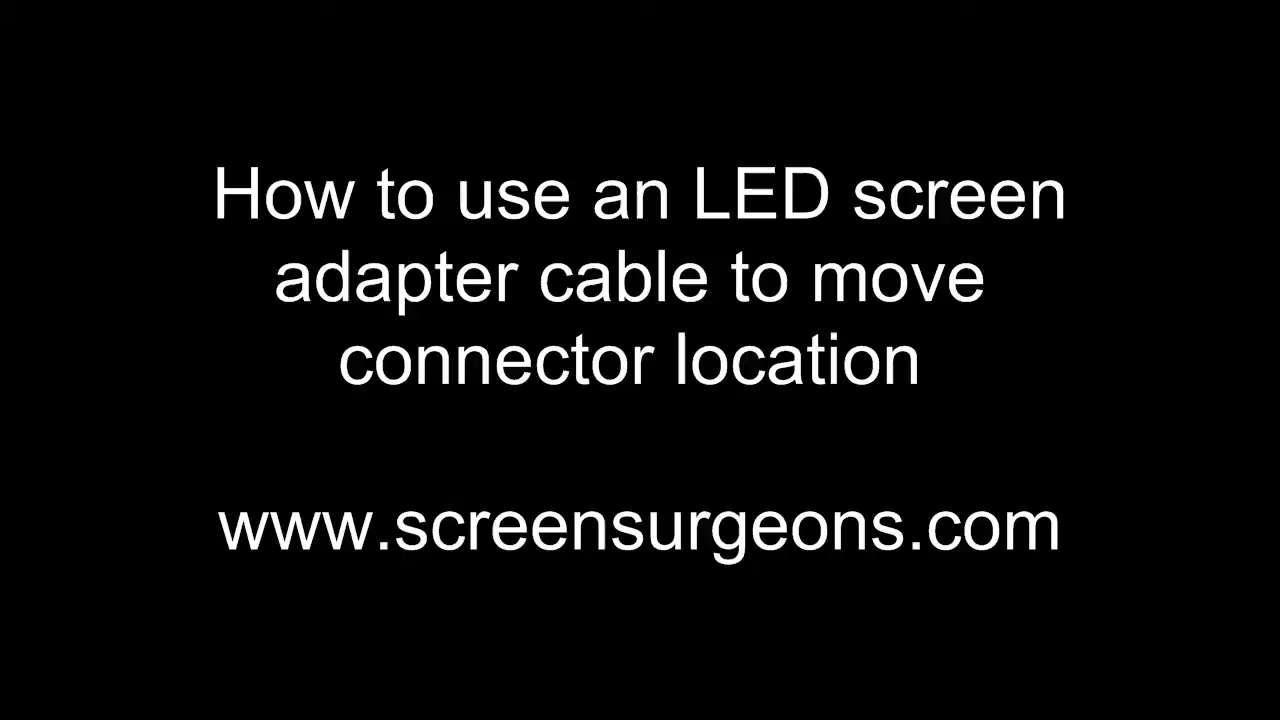 How to use an LED screen
adapter cable to move
connector location
www.screensurgeons.com